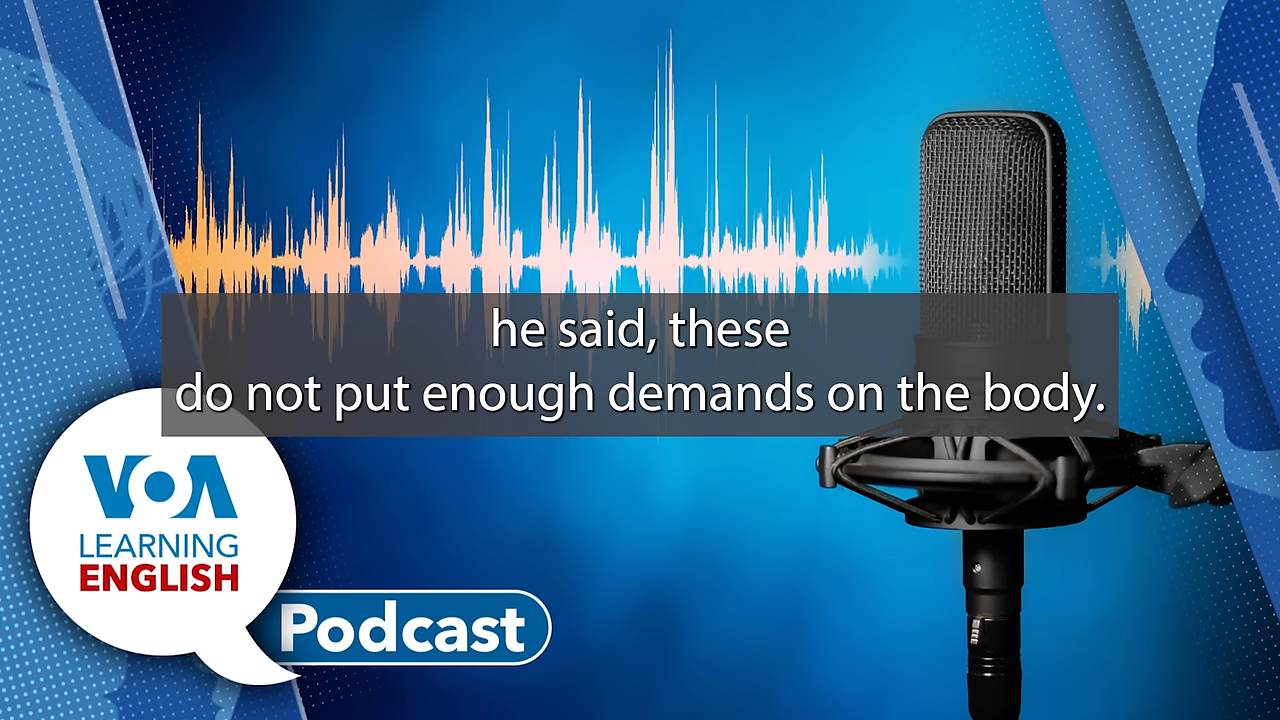 he said, these
do not put enough demands on the body.
VOA
LEARNING
ENGLISH
Podcast